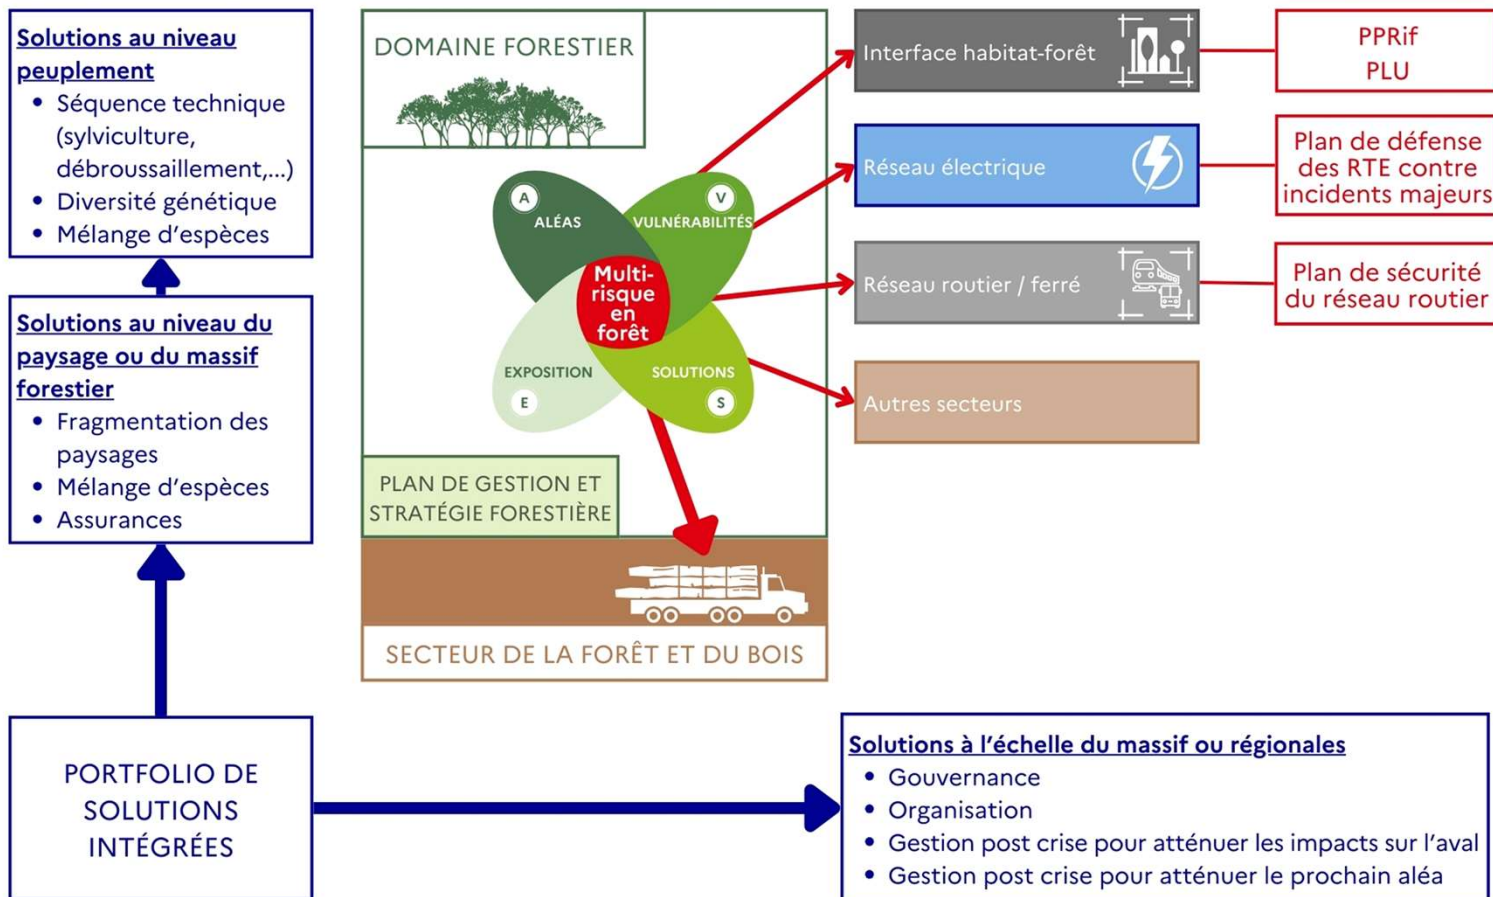 Solutions au niveau
peuplement
• Séquence technique
(sylviculture,
débroussaillement,...)
• Diversité génétique
• Mélange d'espèces
Solutions au niveau du
paysage ou du massif
forestier
• Fragmentation des
paysages
• Mélange d'espèces
• Assurances
PORTFOLIO DE
SOLUTIONS
INTÉGRÉES
DOMAINE FORESTIER
A
ALÉAS
V
VULNÉRABILITÉS
Multi-
risque
en
forêt
EXPOSITION
E
SOLUTIONS
S
PLAN DE GESTION ET
STRATÉGIE FORESTIÈRE
SECTEUR DE LA FORÊT ET DU BOIS
Interface habitat-forêt
PPRif
PLU
Réseau électrique
Plan de défense
des RTE contre
incidents majeurs
Réseau routier / ferré
Plan de sécurité
du réseau routier
Autres secteurs
Solutions à l'échelle du massif ou régionales
• Gouvernance
• Organisation
• Gestion post crise pour atténuer les impacts sur l'aval
• Gestion post crise pour atténuer le prochain aléa